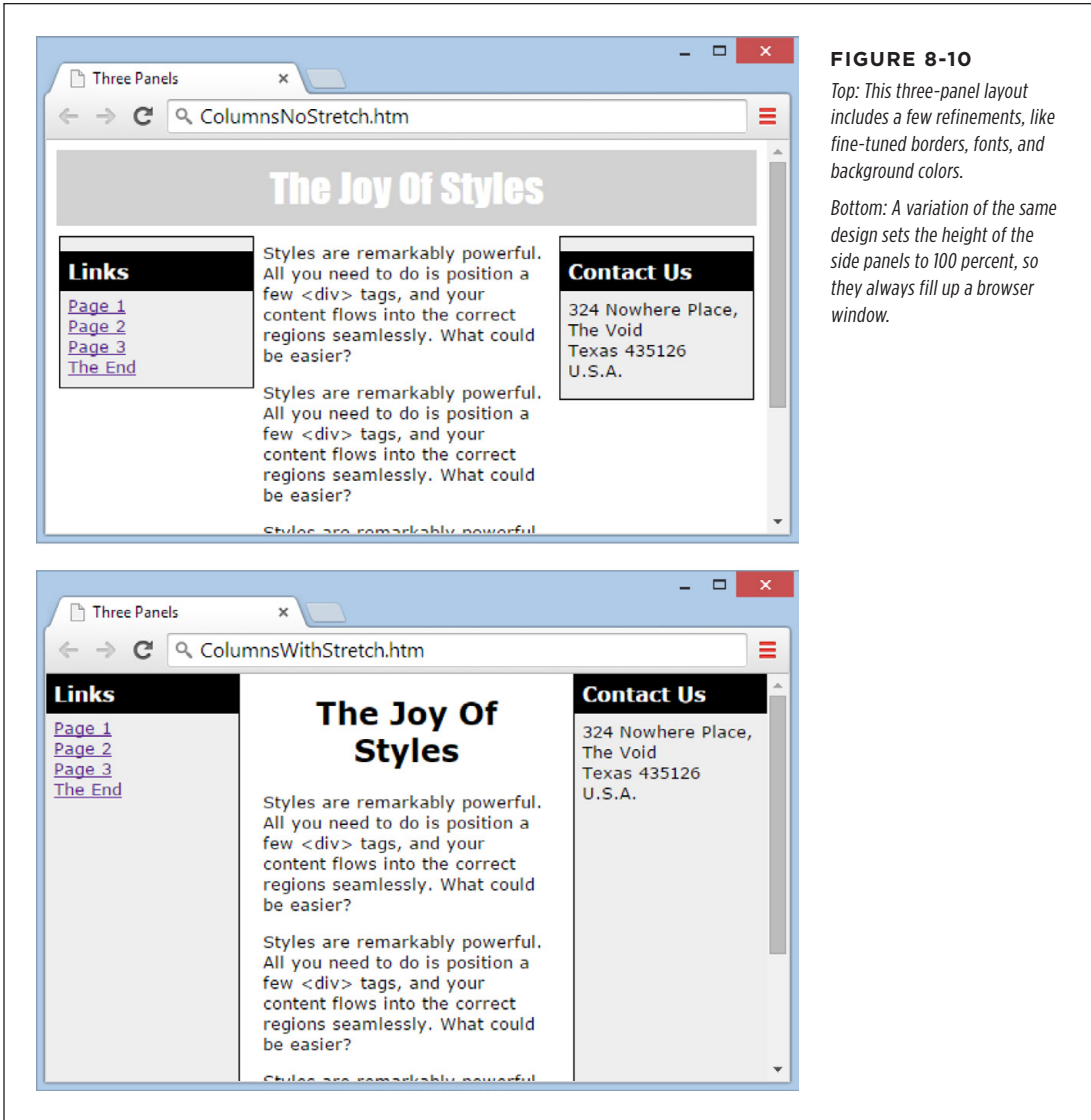 Three Panels
ColumnsNoStretch.htm
The Joy Of Styles
Links
Page 1
Page 2
Page 3
The End
Styles are remarkably powerful.
All you need to do is position a
few <div> tags, and your
content flows into the correct
regions seamlessly. What could
be easier?
Styles are remarkably powerful.
All you need to do is position a
few <div> tags, and your
content flows into the correct
regions seamlessly. What could
be easier?
Styles are remarkably powerful
Contact Us
324 Nowhere Place,
The Void
Texas 435126
U.S.A.
FIGURE 8-10
Top: This three-panel layout
includes a few refinements, like
fine-tuned borders, fonts, and
background colors.
Bottom: A variation of the same
design sets the height of the
side panels to 100 percent, so
they always fill up a browser
window.
Three Panels
ColumnsWithStretch.htm
Links
Page 1
Page 2
Page 3
The End
The Joy Of
Styles
Styles are remarkably powerful.
All you need to do is position a
few <div> tags, and your
content flows into the correct
regions seamlessly. What could
be easier?
Styles are remarkably powerful.
All you need to do is position a
few <div> tags, and your
content flows into the correct
regions seamlessly. What could
be easier?
Styles are remarkably powerful
Contact Us
324 Nowhere Place,
The Void
Texas 435126
U.S.A.